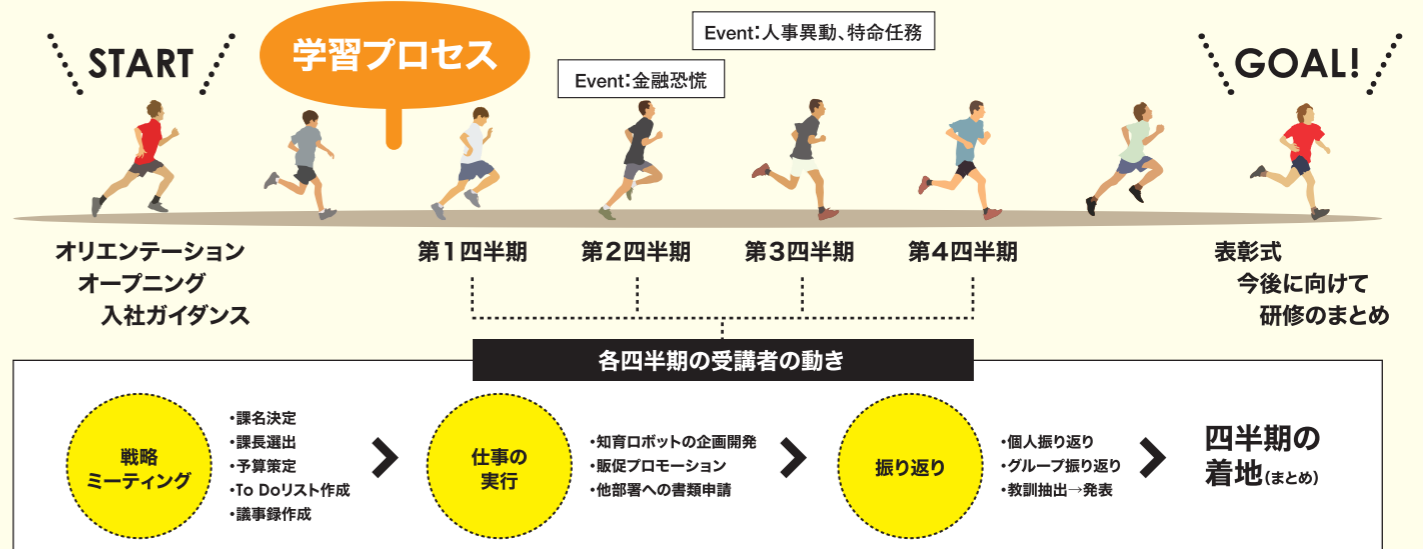 START
学習プロセス
Event：人事異動、特命任務
Event：金融恐慌
GOAL!
オリエンテーション
オープニング
入社ガイダンス
第1四半期
第2四半期
第3四半期
第4四半期
表彰式
今後に向けて
研修のまとめ
各四半期の受講者の動き
戦略
ミーティング
・課名決定
・課長選出
・予算策定
・To Doリスト作成
・議事録作成
仕事の
実行
・知育ロボットの企画開発
・販促プロモーション
・他部署への書類申請
振り返り
・個人振り返り
・グループ振り返り
・教訓抽出→発表
四半期の
着地(まとめ)